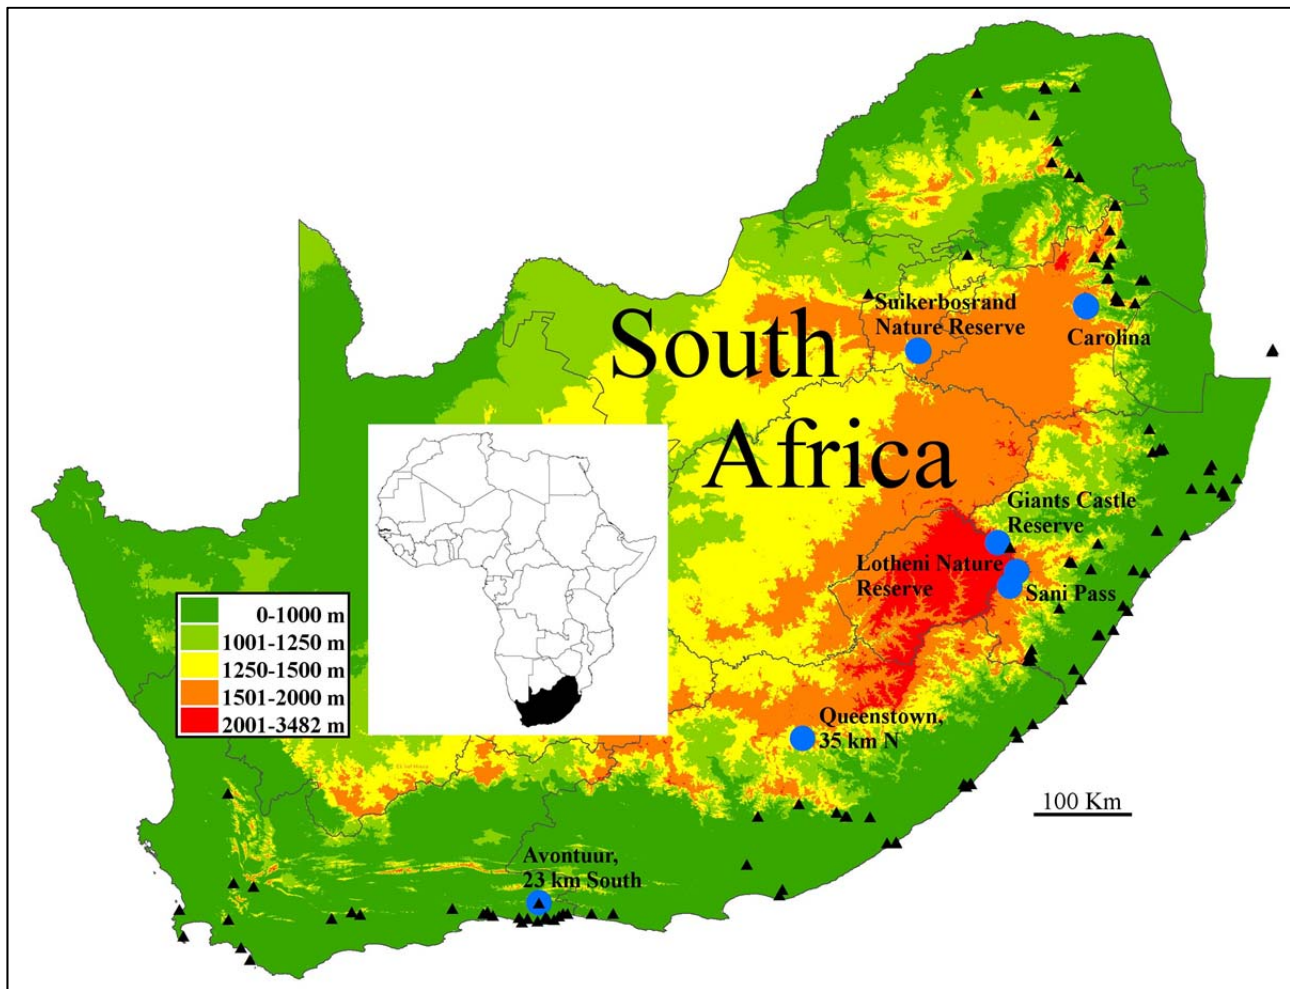 South
Africa
Suikerbosrand
Nature Reserve
Carolina
Giants Castle
Reserve
Lotheni Nature
Reserve
Sani Pass
0-1000 m
1001-1250 m
1250-1500 m
1501-2000 m
2001-3482 m
Queenstown,
35 km N
100 Km
Avontuur,
23 km South